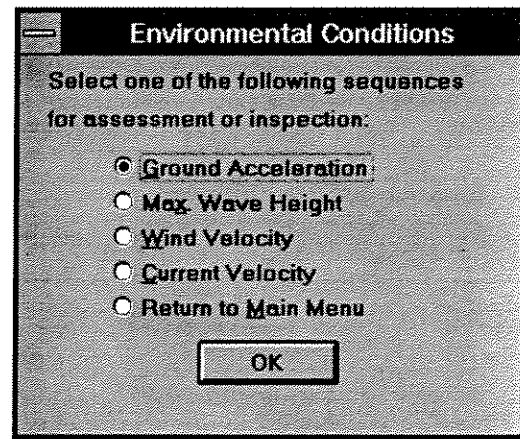 Environmental Conditions
Select one of the following sequences
for assessment or inspection:
Ground Acceleration
Max. Wave Height
Wind Velocity
Current Velocity
Return to Main Menu
OK